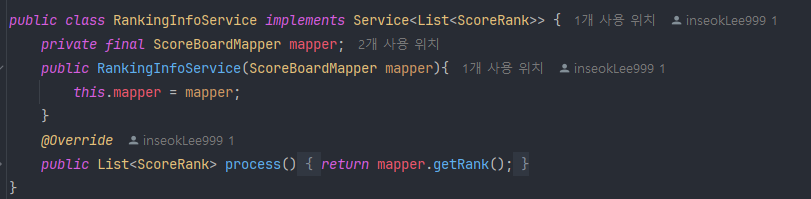 public class RankingInfoService implements Service<List<ScoreRank>> { 1개 사용 위치 inseokLee999 1
private final ScoreBoardMapper mapper; 2개 사용 위치
public RankingInfoService(ScoreBoardMapper mapper){ 1개 사용 위치 inseokLee999 1
this.mapper = mapper;
}
@Override inseokLee999 1
public List<ScoreRank> process() { return mapper.getRank(); }
}